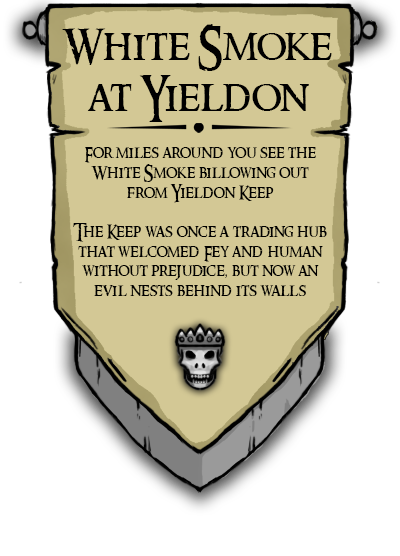 White Smoke
at Yieldon
For miles around you see the
White Smoke billowing out
from Yieldon Keep
The Keep was once a trading hub
that welcomed Fey and human
without prejudice, but now an
evil nests behind its walls